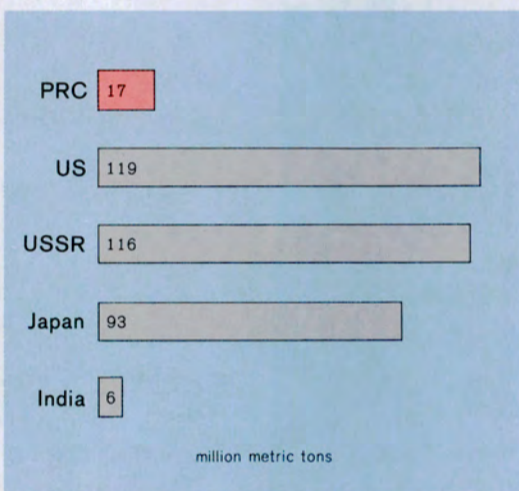 PRC 17
US 119
USSR 116
Japan 93
India 6
million metric tons